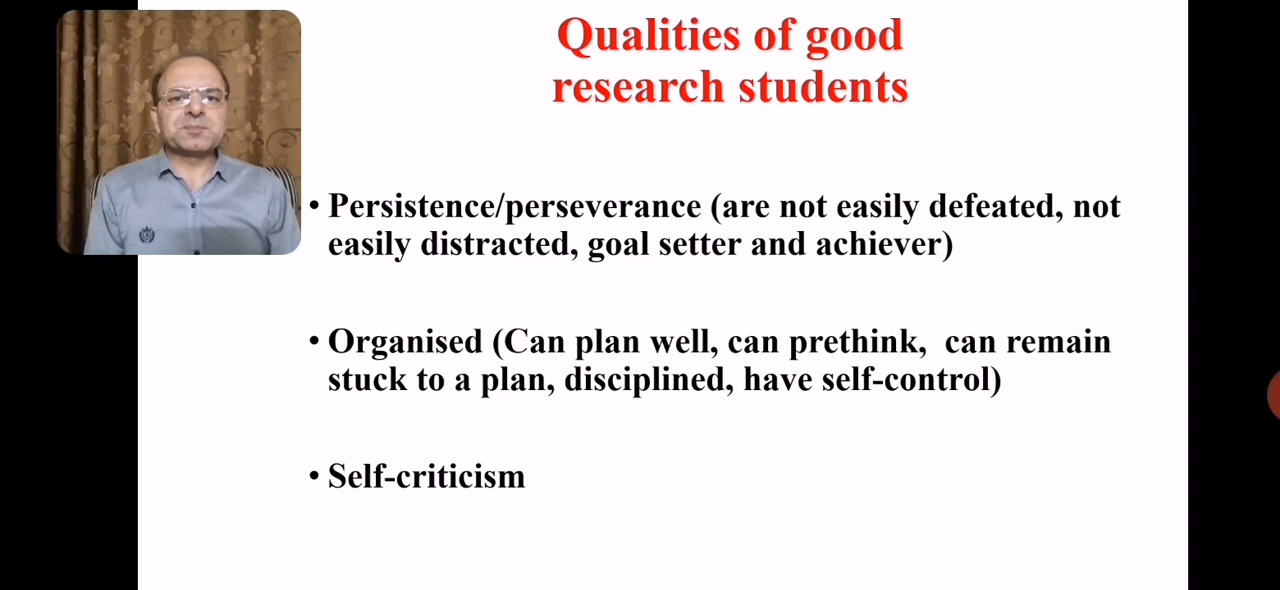 Qualities of good
research students
• Persistence/perseverance (are not easily defeated, not
easily distracted, goal setter and achiever)
• Organised (Can plan well, can prethink,  can remain
stuck to a plan, disciplined, have self-control)
• Self-criticism